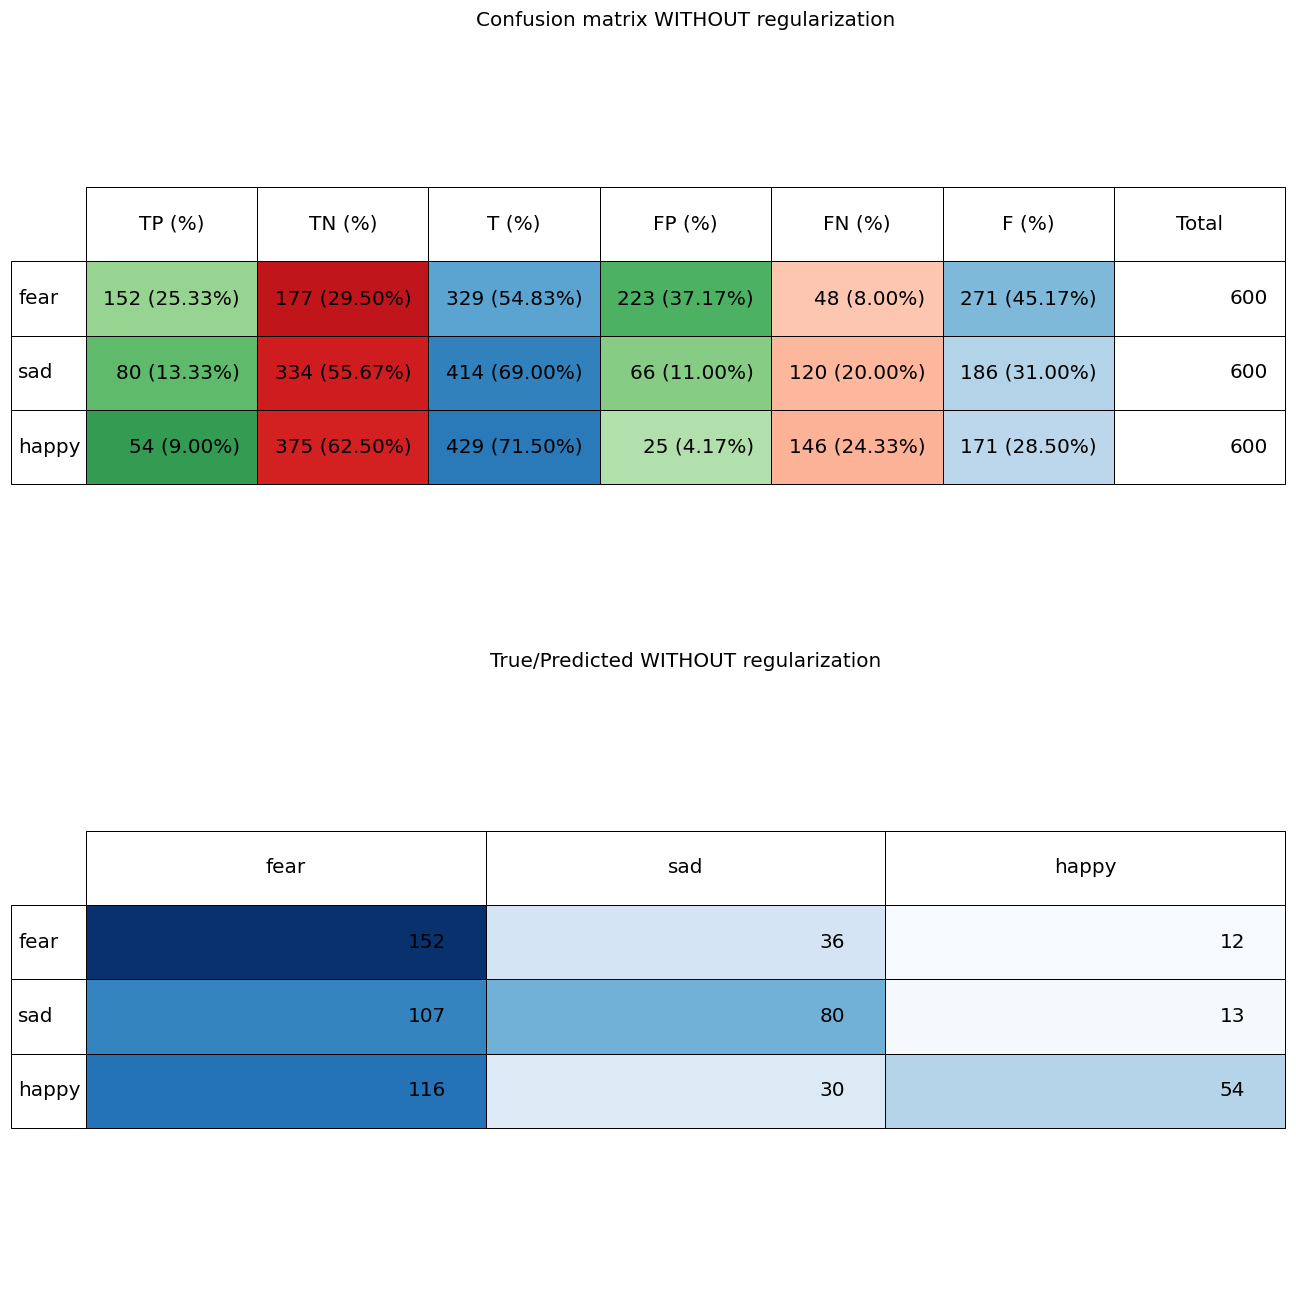 Confusion matrix WITHOUT regularization
TP (%) TN (%) T (%) FP (%) FN (%) F (%) Total
fear 152 (25.33%) 177 (29.50%) 329 (54.83%) 223 (37.17%) 48 (8.00%) 271 (45.17%) 600
sad 80 (13.33%) 334 (55.67%) 414 (69.00%) 66 (11.00%) 120 (20.00%) 186 (31.00%) 600
happy 54 (9.00%) 375 (62.50%) 429 (71.50%) 25 (4.17%) 146 (24.33%) 171 (28.50%) 600
True/Predicted WITHOUT regularization
fear sad happy
fear 152 36 12
sad 107 80 13
happy 116 30 54